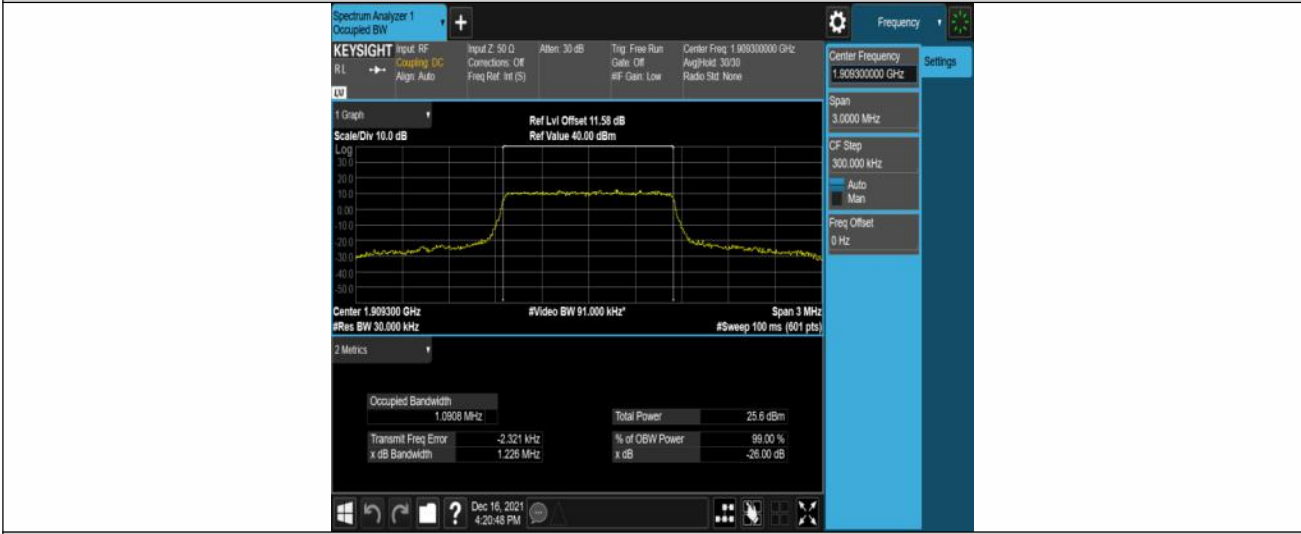 Spectrum Analyzer 1
Occupied BW
+
Frequency
KEYSIGHT
R L
LXI
Input: RF
Coupling: DC
Align: Auto
Input Z: 50 Ω
Corrections: Off
Freq Ref: Int (S)
Atten: 30 dB
Trig: Free Run
Gate: Off
#IF Gain: Low
Center Freq: 1.909300000 GHz
Avg|Hold: 30/30
Radio Std: None
Center Frequency
1.909300000 GHz
Settings
Span
3.0000 MHz
CF Step
300.000 kHz
Auto
Man
Freq Offset
0 Hz
1 Graph
Ref Lvl Offset 11.58 dB
Scale/Div 10.0 dB
Ref Value 40.00 dBm
Log
30.0
20.0
10.0
0.00
-10.0
-20.0
-30.0
-40.0
-50.0
Center 1.909300 GHz
#Video BW 91.000 kHz*
Span 3 MHz
#Res BW 30.000 kHz
#Sweep 100 ms (601 pts)
2 Metrics
Occupied Bandwidth
1.0908 MHz
Total Power 25.6 dBm
Transmit Freq Error -2.321 kHz
% of OBW Power 99.00 %
x dB Bandwidth 1.226 MHz
x dB -26.00 dB
?
Dec 16, 2021
4:20:48 PM